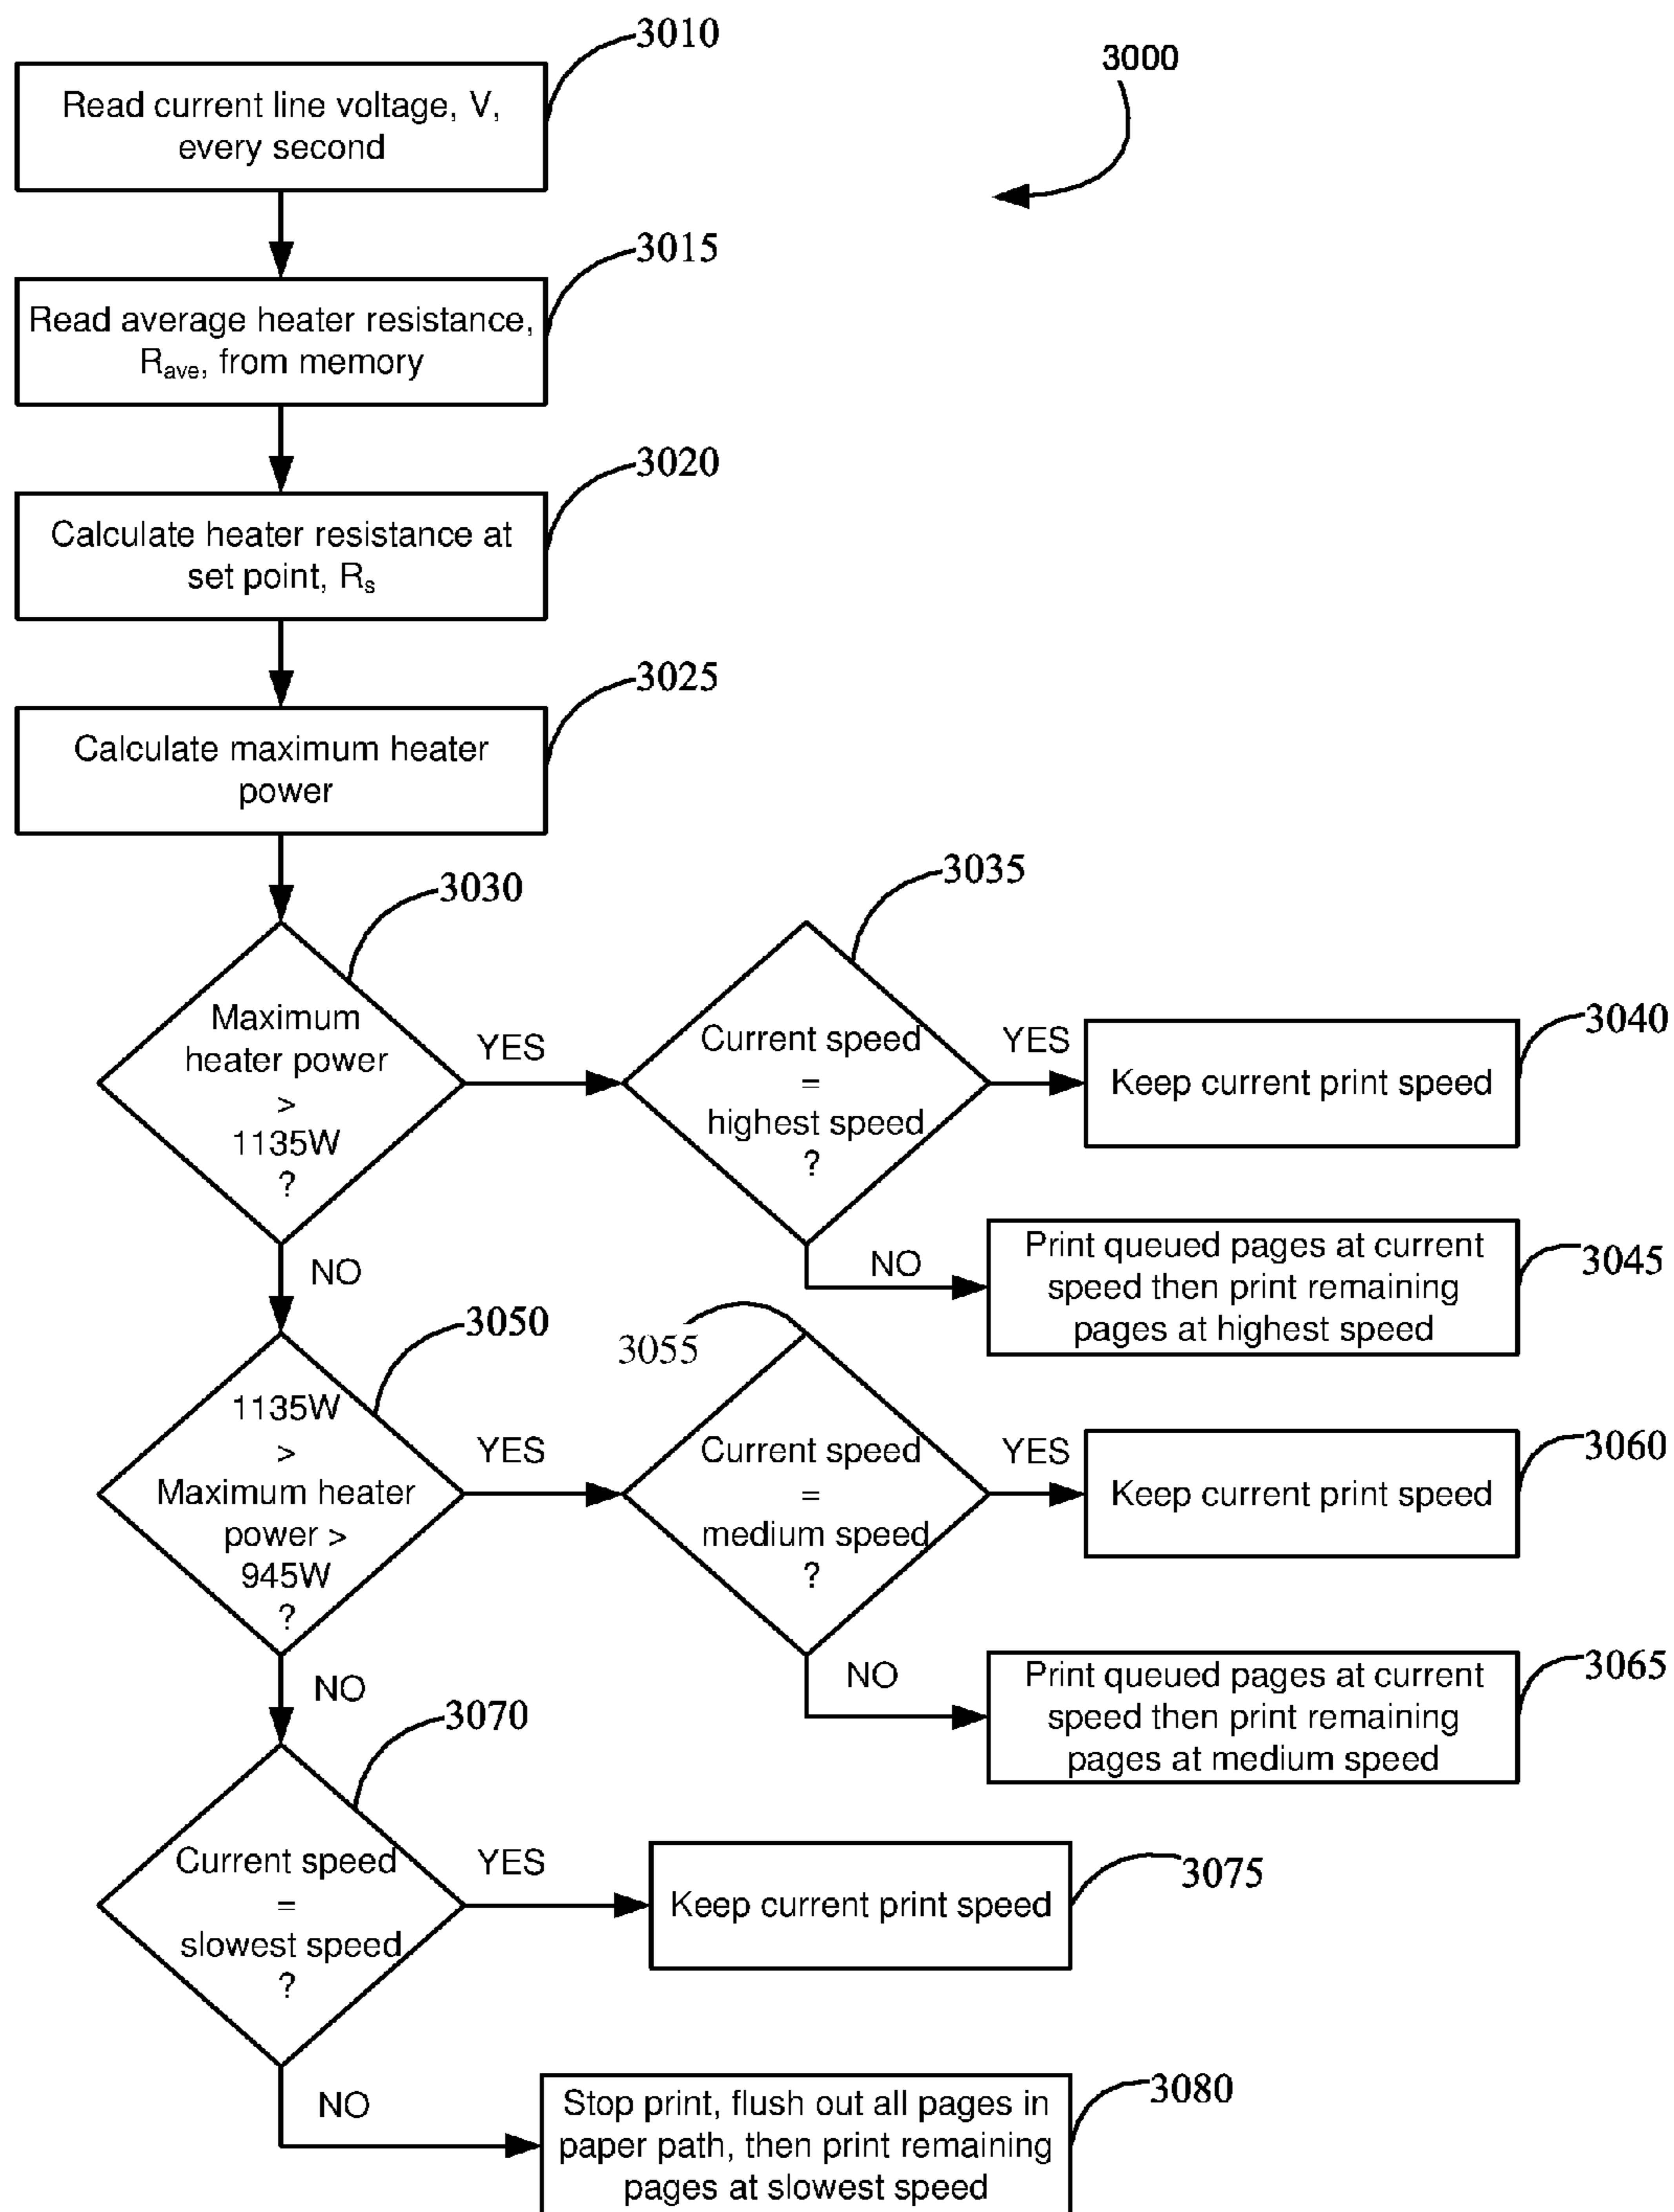 3010
3000
Read current line voltage, V,
every second
3015
Read average heater resistance,
Rave, from memory
3020
Calculate heater resistance at
set point, Rs
3025
Calculate maximum heater
power
3030
3035
Maximum
heater power
>
1135W
?
YES
Current speed
=
highest speed
?
YES
3040
Keep current print speed
NO
3045
Print queued pages at current
speed then print remaining
pages at highest speed
NO
3050
3055
1135W
>
Maximum heater
power >
945W
?
YES
Current speed
=
medium speed
?
YES
3060
Keep current print speed
NO
3065
Print queued pages at current
speed then print remaining
pages at medium speed
NO
3070
Current speed
=
slowest speed
?
YES
3075
Keep current print speed
NO
3080
Stop print, flush out all pages in
paper path, then print remaining
pages at slowest speed